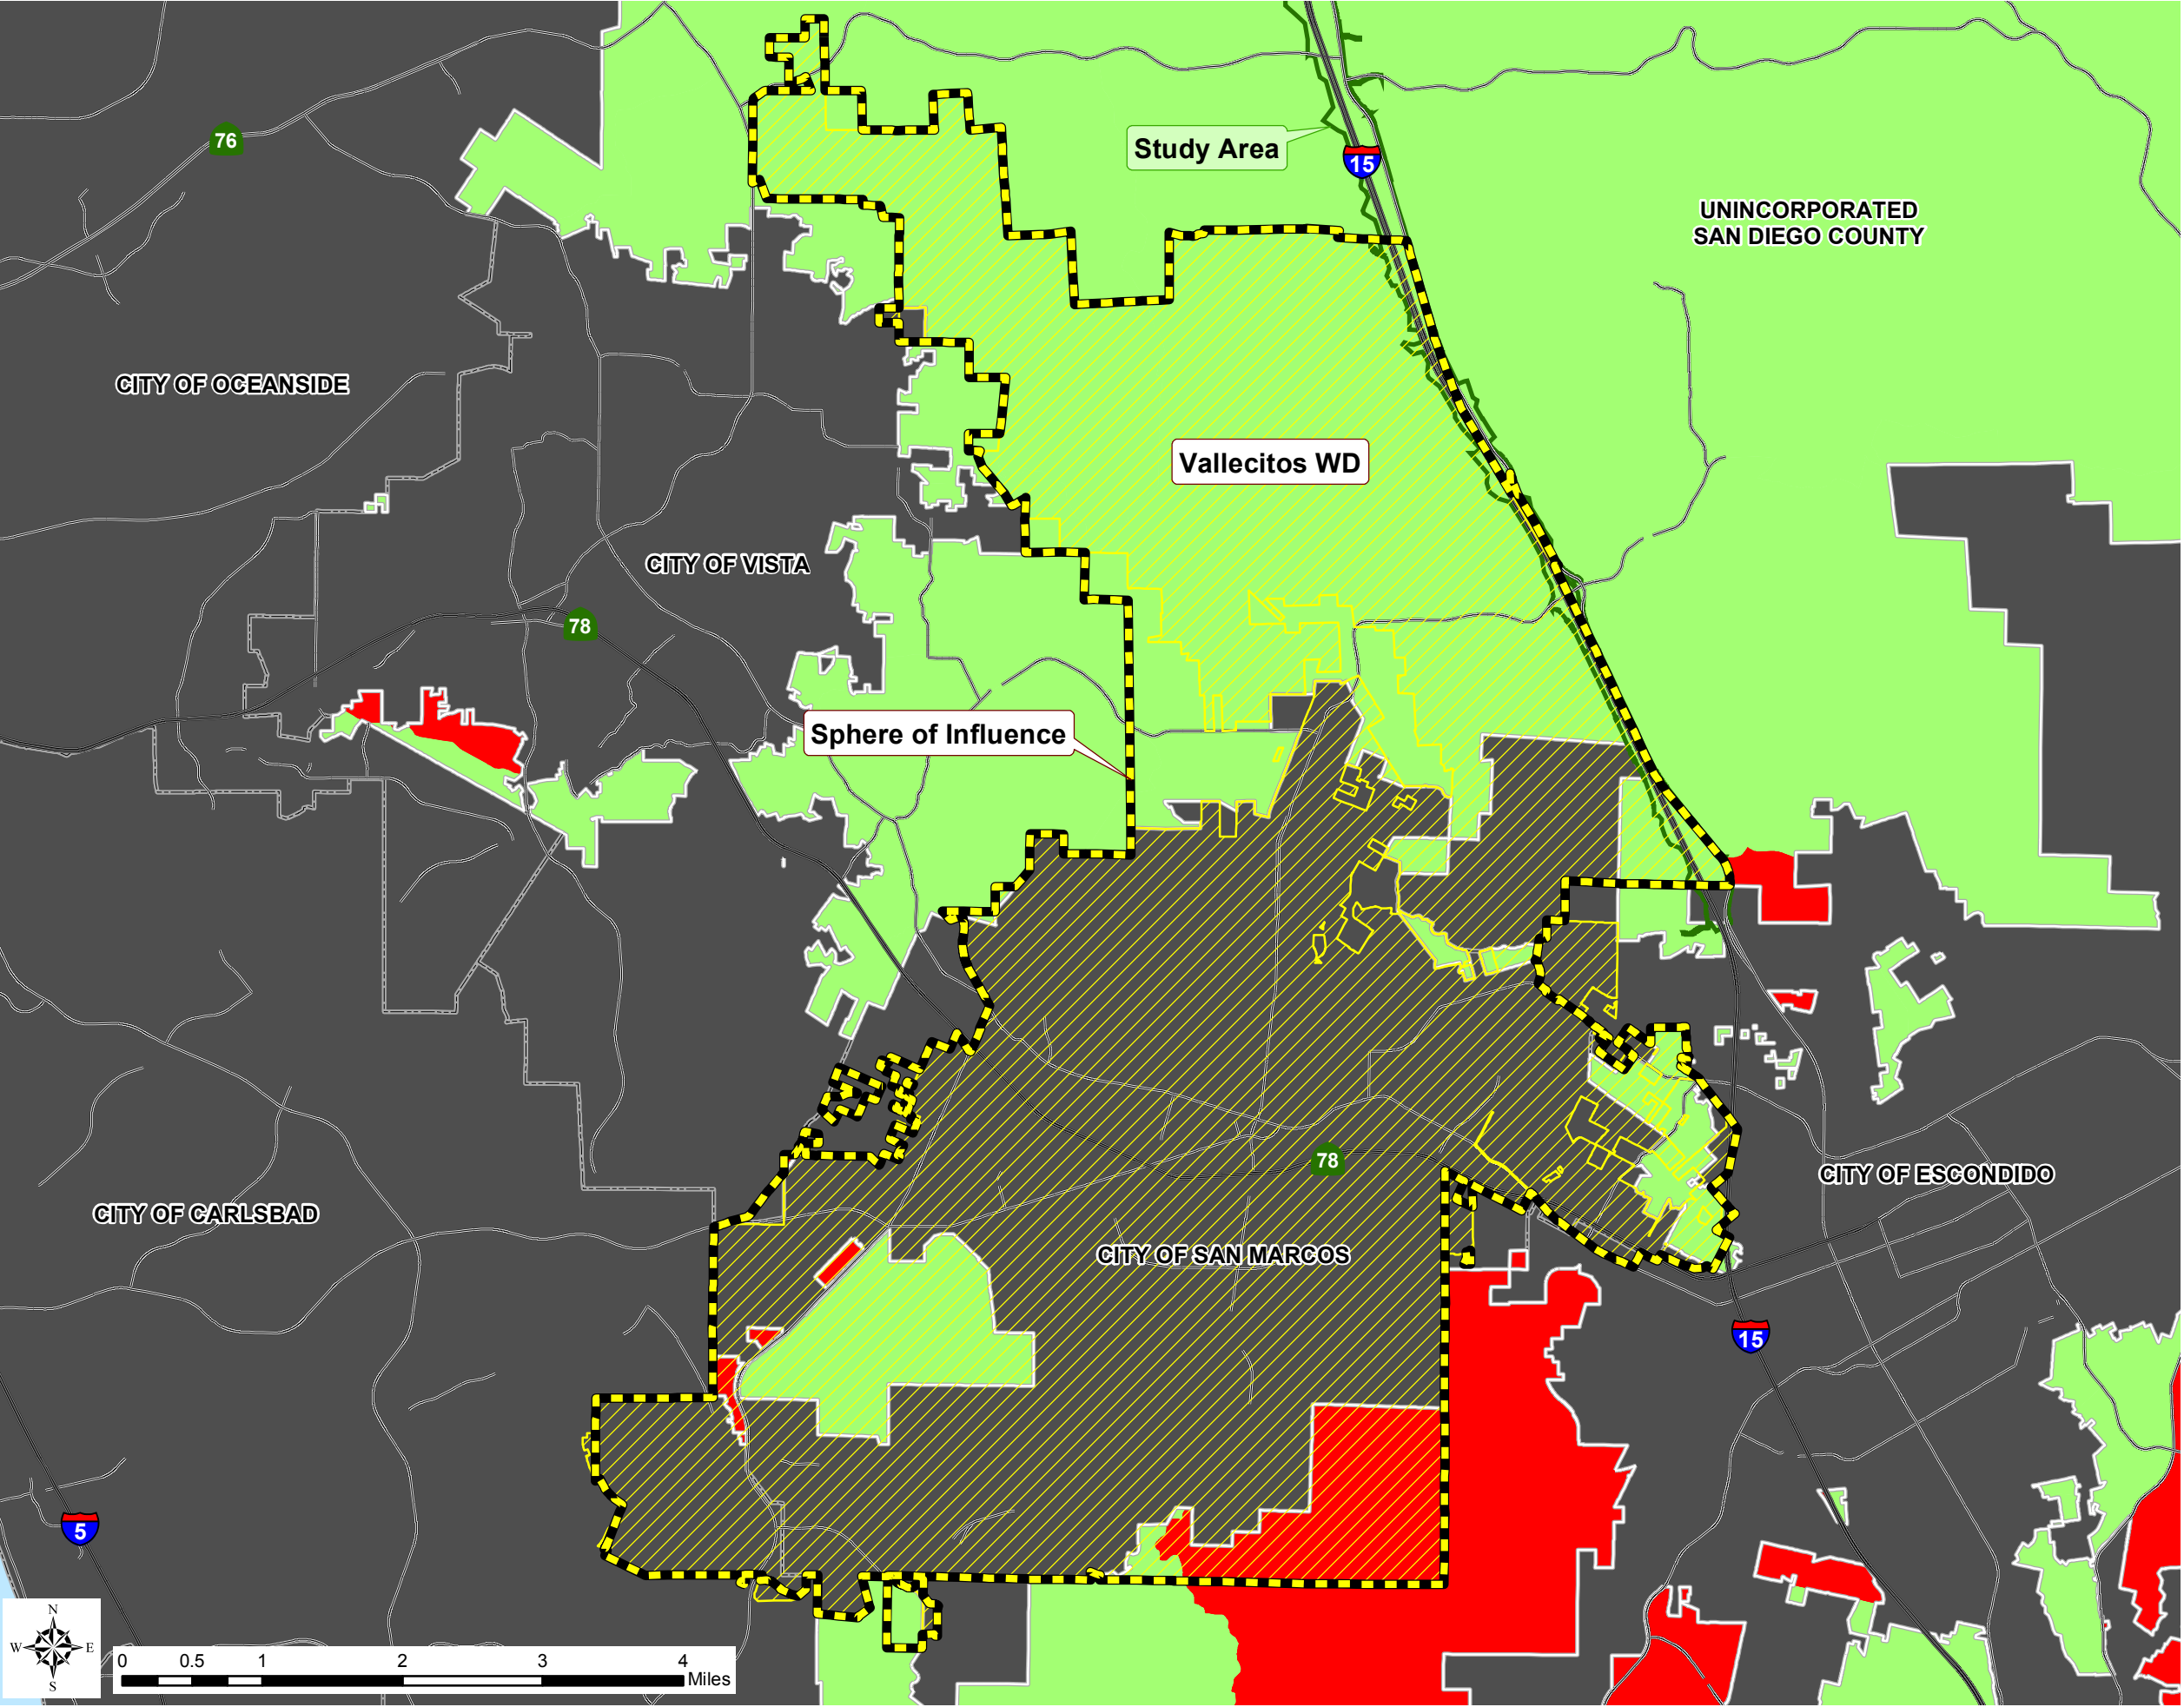 76
Study Area
15
UNINCORPORATED
SAN DIEGO COUNTY
CITY OF OCEANSIDE
Vallecitos WD
CITY OF VISTA
78
Sphere of Influence
78
CITY OF ESCONDIDO
CITY OF CARLSBAD
CITY OF SAN MARCOS
15
5
N
W E
S
0 0.5 1 2 3 4
Miles